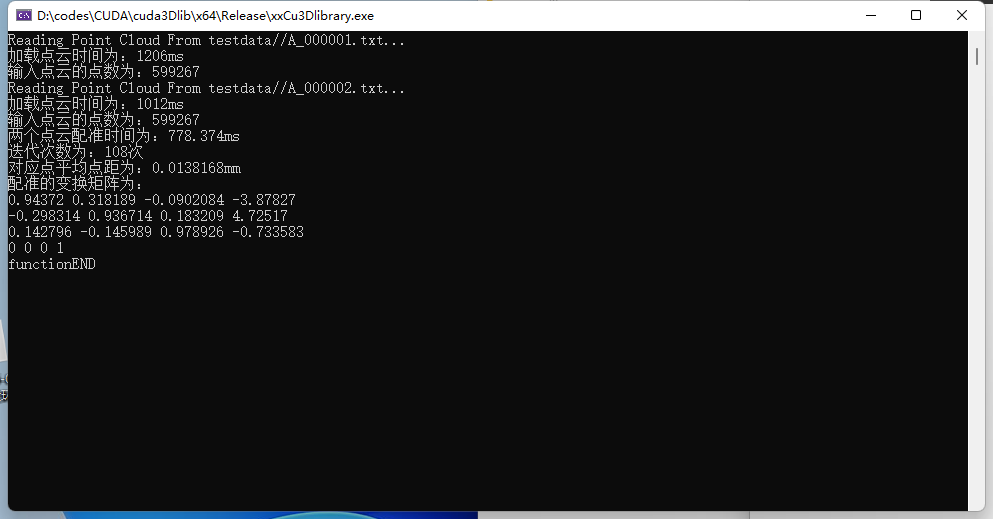 D:\codes\CUDA\cuda3Dlib\x64\Release\xxCu3Dlibrary.exe
Reading Point Cloud From testdata//A_000001.txt...
加载点云时间为：1206ms
输入点云的点数为：599267
Reading Point Cloud From testdata//A_000002.txt...
加载点云时间为：1012ms
输入点云的点数为：599267
两个点云配准时间为：778.374ms
迭代次数为：108次
对应点平均点距为：0.0138168mm
配准的变换矩阵为：
0.94372 0.318189 -0.0902084 -3.87827
-0.298314 0.936714 0.183209 4.72517
0.142796 -0.145989 0.978926 -0.733583
0 0 0 1
functionEND